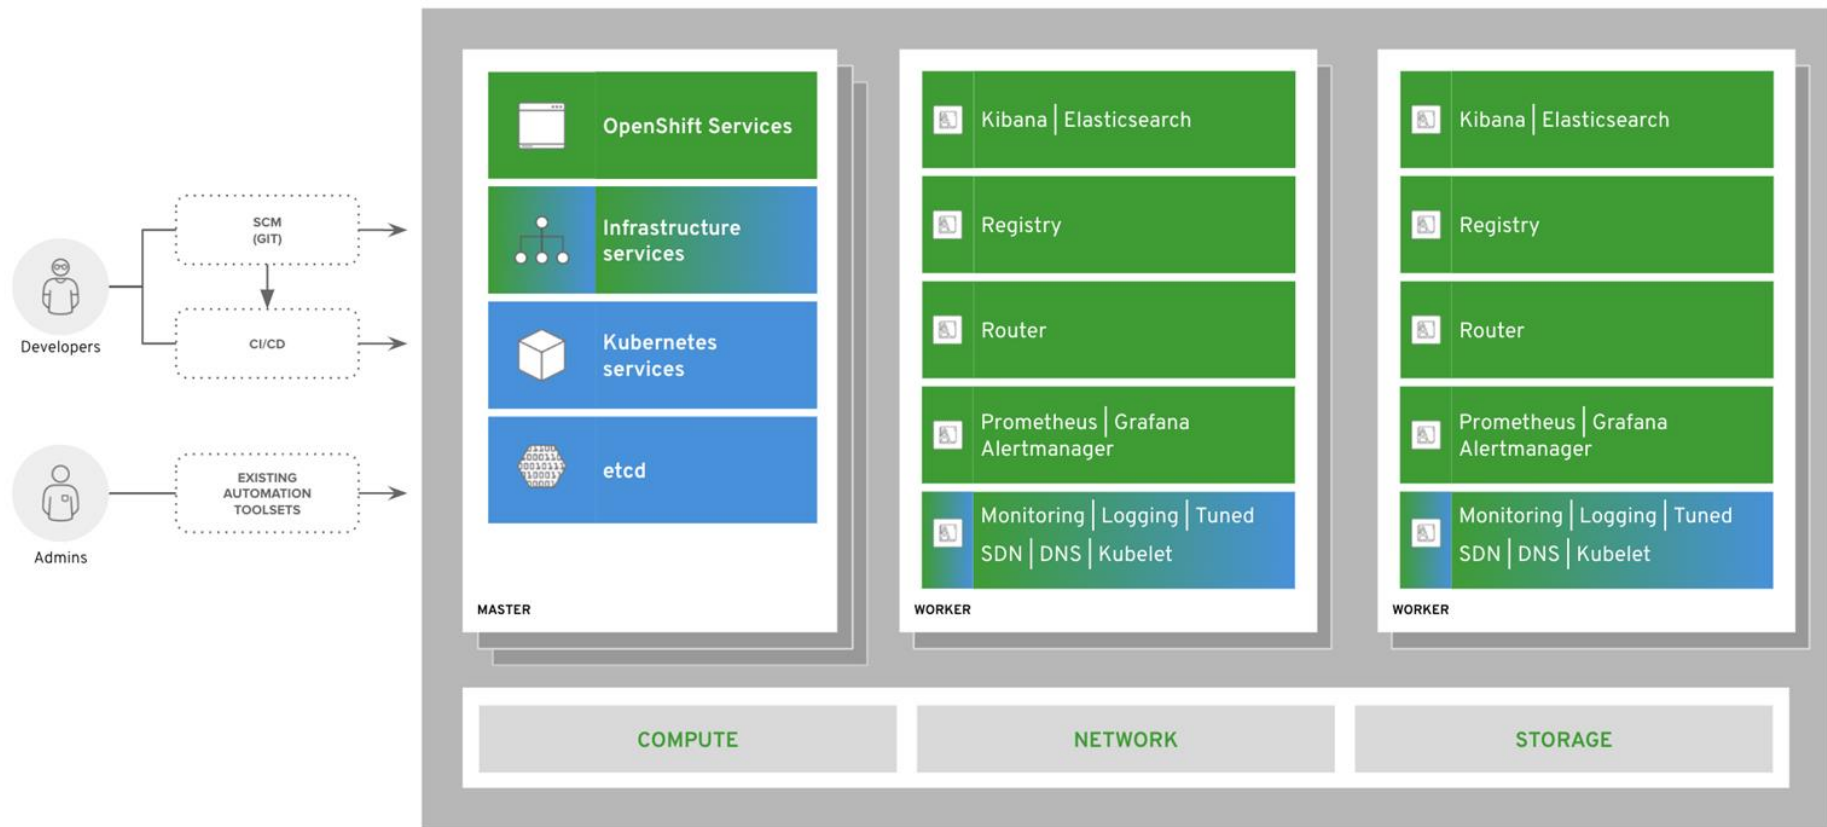 SCM
(GIT)
Developers
CI/CD
EXISTING
AUTOMATION
TOOLSETS
Admins
OpenShift Services
Infrastructure
services
Kubernetes
services
etcd
MASTER
Kibana | Elasticsearch
Registry
Router
Prometheus | Grafana
Alertmanager
Monitoring | Logging | Tuned
SDN | DNS | Kubelet
WORKER
Kibana | Elasticsearch
Registry
Router
Prometheus | Grafana
Alertmanager
Monitoring | Logging | Tuned
SDN | DNS | Kubelet
WORKER
COMPUTE
NETWORK
STORAGE